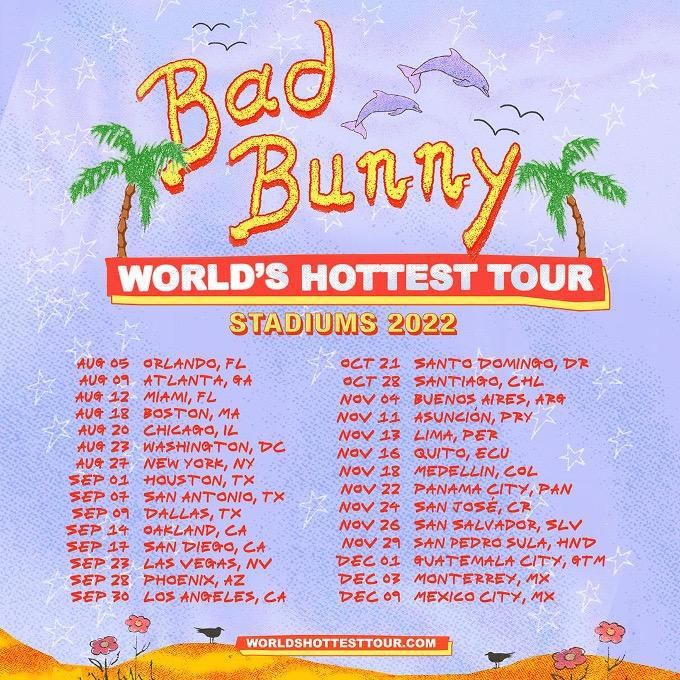 Bad
Bunny
WORLD'S HOTTEST TOUR
STADIUMS 2022
AUG 05 ORLANDO, FL
AUG 09 ATLANTA, GA
AUG 12 MIAMI, FL
AUG 18 BOSTON, MA
AUG 20 CHICAGO, IL
AUG 23 WASHINGTON, DC
AUG 27 NEW YORK, NY
SEP 01 HOUSTON, TX
SEP 07 SAN ANTONIO, TX
SEP 09 DALLAS, TX
SEP 14 OAKLAND, CA
SEP 17 SAN DIEGO, CA
SEP 23 LAS VEGAS, NV
SEP 28 PHOENIX, AZ
SEP 30 LOS ANGELES, CA
OCT 21 SANTO DOMINGO, DR
OCT 28 SANTIAGO, CHL
NOV 04 BUENOS AIRES, ARG
NOV 11 ASUNCIÓN, PRY
NOV 13 LIMA, PER
NOV 16 QUITO, ECU
NOV 18 MEDELLIN, COL
NOV 22 PANAMA CITY, PAN
NOV 24 SAN JOSÉ, CR
NOV 26 SAN SALVADOR, SLV
NOV 29 SAN PEDRO SULA, HND
DEC 01 GUATEMALA CITY, GTM
DEC 03 MONTERREY, MX
DEC 09 MEXICO CITY, MX
WORLDSHOTTESTTOUR.COM